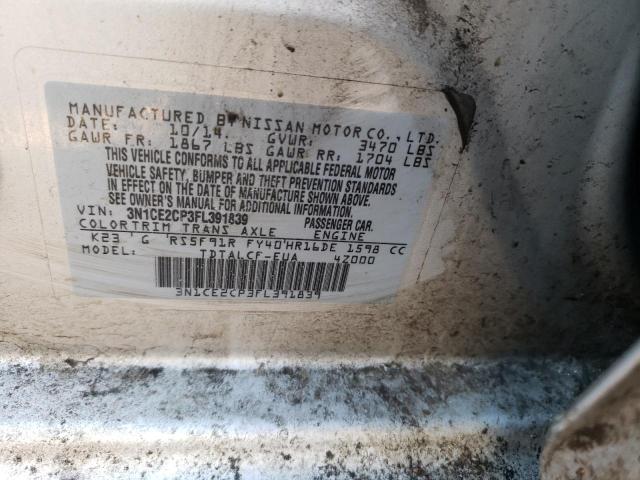 MANUFACTURED BY NISSAN MOTOR CO., LTD.
DATE: 10/14 GVWR: 3470 LBS
GAWR FR: 1867 LBS GAWR RR: 1704 LBS
THIS VEHICLE CONFORMS TO ALL APPLICABLE FEDERAL MOTOR
VEHICLE SAFETY, BUMPER AND THEFT PREVENTION STANDARDS
IN EFFECT ON THE DATE OF MANUFACTURE SHOWN ABOVE.
SEE OWNER'S MANUAL FOR ADDITIONAL INFORMATION.
VIN: 3N1CE2CP3FL391839 PASSENGER CAR.
COLOR TRIM TRANS AXLE ENGINE
K23 G RS5F91R FY40 HR16DE 1598 CC
MODEL: TDTALCF-EUA 4Z000
3N1CE2CP3FL391839